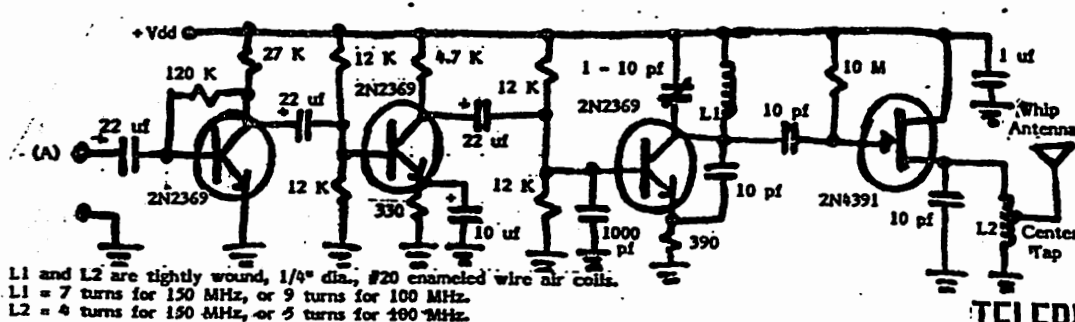 +Vdd
27 K
12 K
4.7 K
12 K
120 K
2N2369
2N2369
1 - 10 pf
10 M
1 uf
22 uf
22 uf
22 uf
2N2369
L1
10 pf
Whip
Antenna
(A)
2N2369
12 K
330
10 uf
12 K
1000
pf
390
10 pf
2N4391
10 pf
L2
Center
Tap
L1 and L2 are tightly wound, 1/4" dia., #20 enameled wire air coils.
L1 = 7 turns for 150 MHz, or 9 turns for 100 MHz.
L2 = 4 turns for 150 MHz, or 5 turns for 100 MHz.